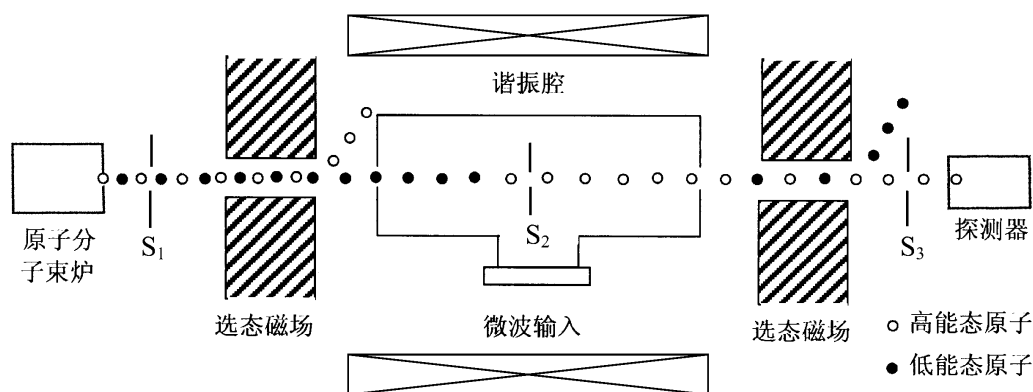 谐振腔
原子分
子束炉
S1
S2
S3
探测器
选态磁场
微波输入
选态磁场
高能态原子
低能态原子